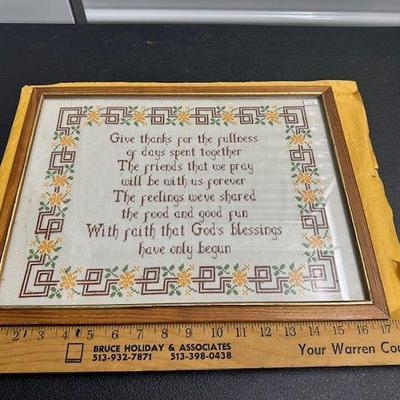 Give thanks for the fullness
of days spent together
The friends that we pray
will be with us forever
The feelings we've shared
the food and good fun
With faith that God's blessings
have only begun
2 3 4 5 6 7 8 9 10 11 12 13 14 15 16 17
BRUCE HOLIDAY & ASSOCIATES
513-932-7871 513-398-0438
Your Warren Cou